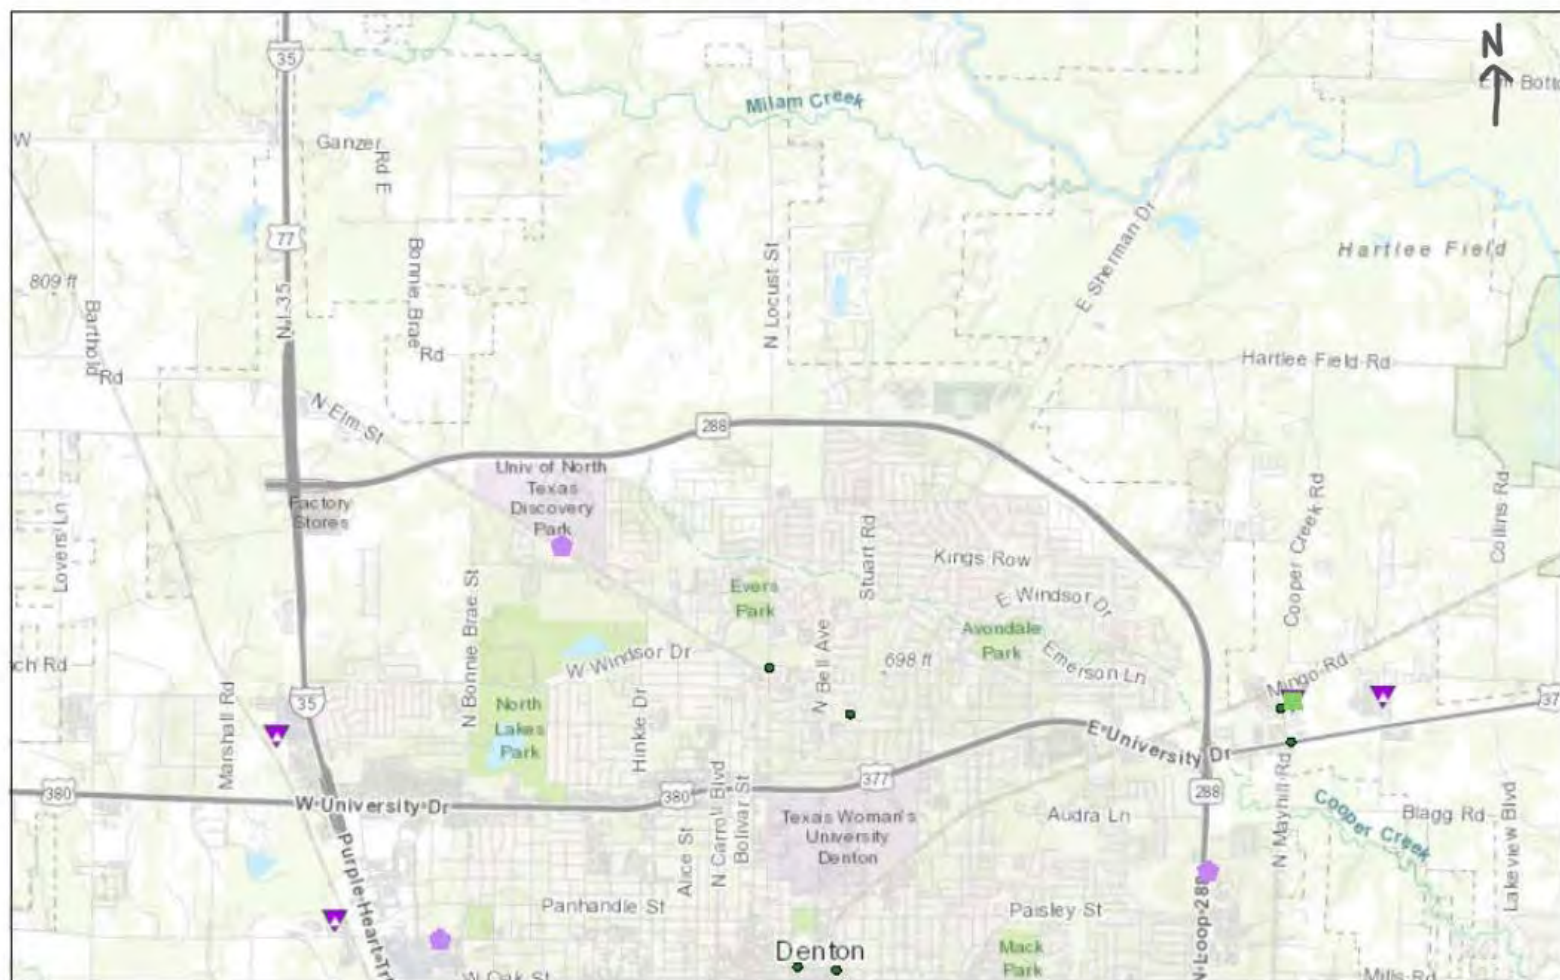 35
N
Elm Botto
Milam Creek
W
Ganzer
Rd E
77
Hartlee Field
E Sherman Dr
809 ft
N I-35
Bonnie Brae
Rd
N Locust St
Barthold
Rd
Hartlee Field Rd
N Elm St
288
Univ of North
Texas
Discovery
Park
Factory
Stores
Lovers Ln
Cooper Creek Rd
Collins Rd
Stuart Rd
Kings Row
Evers
Park
E Windsor Dr
N Bonnie Brae St
Avondale
Park
Emerson Ln
698 ft
N Bell Ave
W Windsor Dr
ch Rd
Mingo Rd
Marshall Rd
35
North
Lakes
Park
Hinkle Dr
37
E University Dr
380
W University Dr
380
377
288
N Carroll Blvd
Bolivar St
Alice St
Texas Woman's
University
Denton
Audra Ln
N Mayhill Rd
Cooper Creek
Blagg Rd
Lakeview Blvd
Purple Heart Tr
Panhandle St
Paisley St
N Loop 288
Denton
Mack
Park
W Oak St
Mills Rd